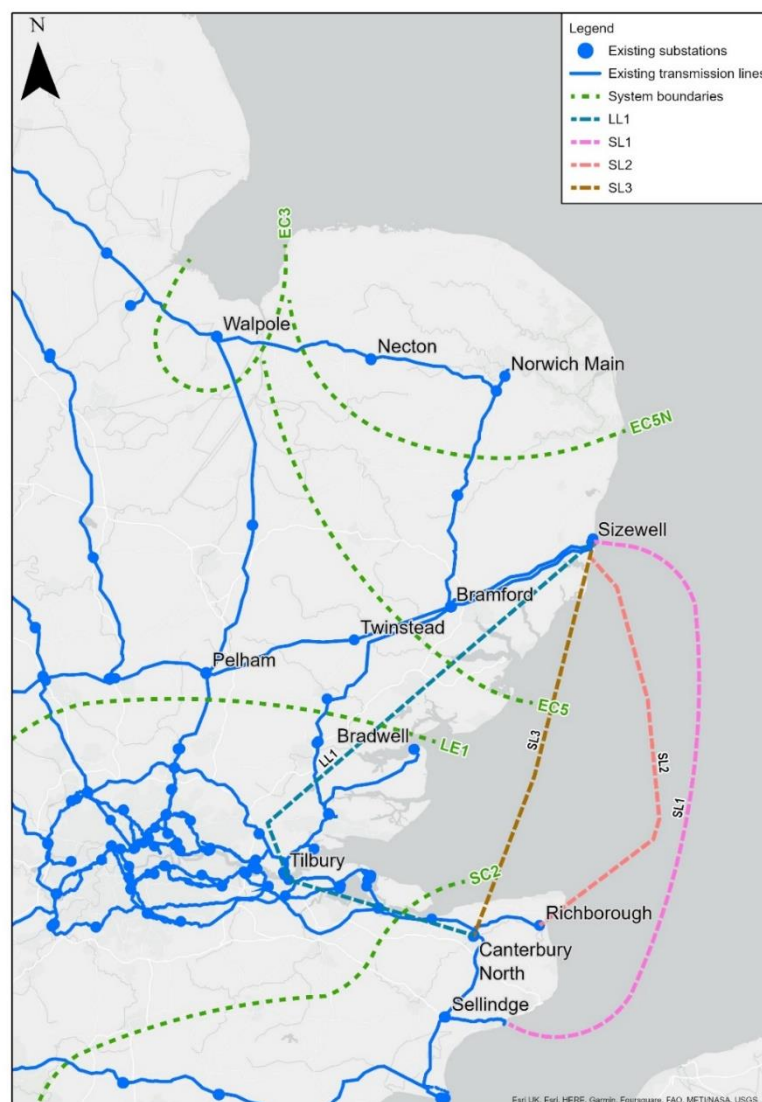 N
Legend
Existing substations
Existing transmission lines
System boundaries
LL1
SL1
SL2
SL3
EC3
Walpole
Necton
Norwich Main
EC5N
Sizewell
Bramford
Twinstead
Pelham
EC5
Bradwell
LE1
LL1
SL3
SL2
SL1
Tilbury
SC2
Richborough
Canterbury
North
Sellindge
Esri UK, Esri, HERE, Garmin, Foursquare, FAO, METI/NASA, USGS